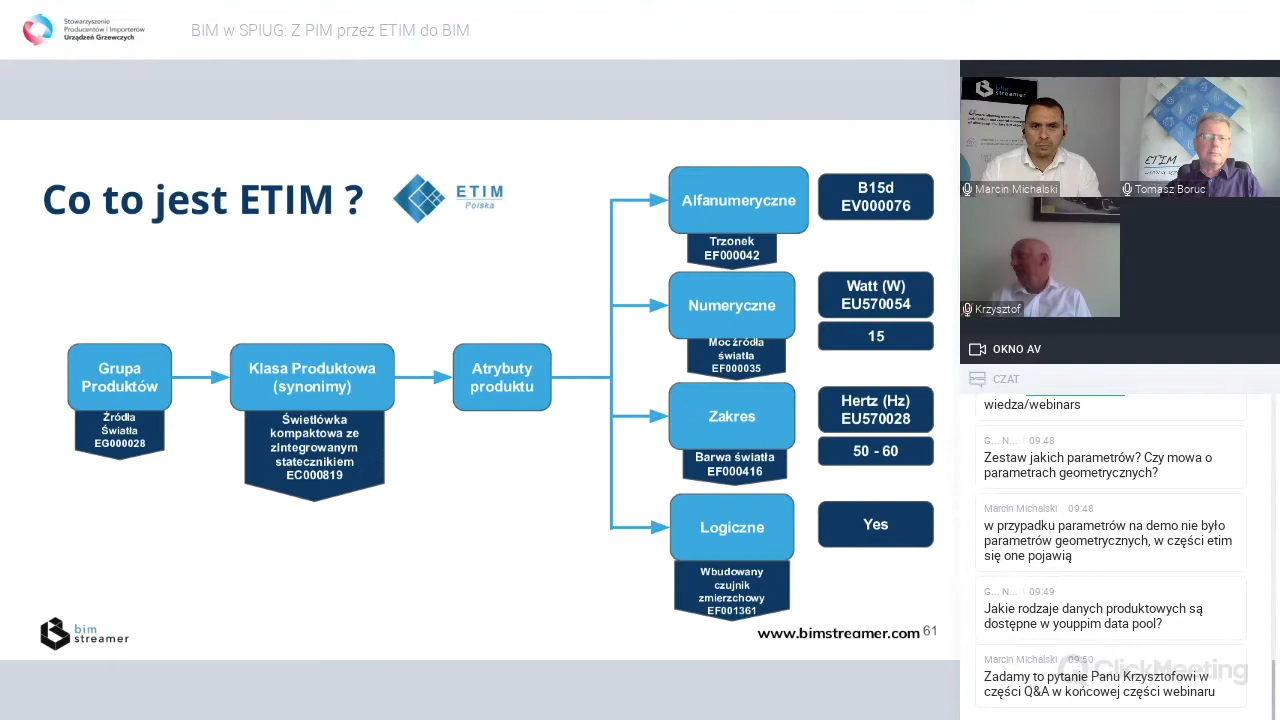 Stowarzyszenie
Producentów i Importerów
Urządzeń Grzewczych
BIM w SPIUG: Z PIM przez ETIM do BIM
Co to jest ETIM ?
ETIM
Polska
Grupa
Produktów
Źródła
Światła
EG000028
Klasa Produktowa
(synonimy)
Świetlówka
kompaktowa ze
zintegrowanym
statecznikiem
EC000819
Atrybuty
produktu
Alfanumeryczne
Trzonek
EF000042
B15d
EV000076
Numeryczne
Moc źródła
światła
EF000035
Watt (W)
EU570054
15
Zakres
Barwa światła
EF000416
Hertz (Hz)
EU570028
50 - 60
Logiczne
Wbudowany
czujnik
zmierzchowy
EF001361
Yes
bim
streamer
www.bimstreamer.com 61
bim
streamer
Marcin Michalski
ETIM
Tomasz Boruc
Krzysztof
OKNO AV
CZAT
wiedza/webinars
G... N... 09:48
Zestaw jakich parametrów? Czy mowa o
parametrach geometrycznych?
Marcin Michalski 09:48
w przypadku parametrów na demo nie było
parametrów geometrycznych, w części etim
się one pojawią
G... N... 09:49
Jakie rodzaje danych produktowych są
dostępne w youppim data pool?
Marcin Michalski 09:50
Zadamy to pytanie Panu Krzysztofowi w
części Q&A w końcowej części webinaru
ClickMeeting